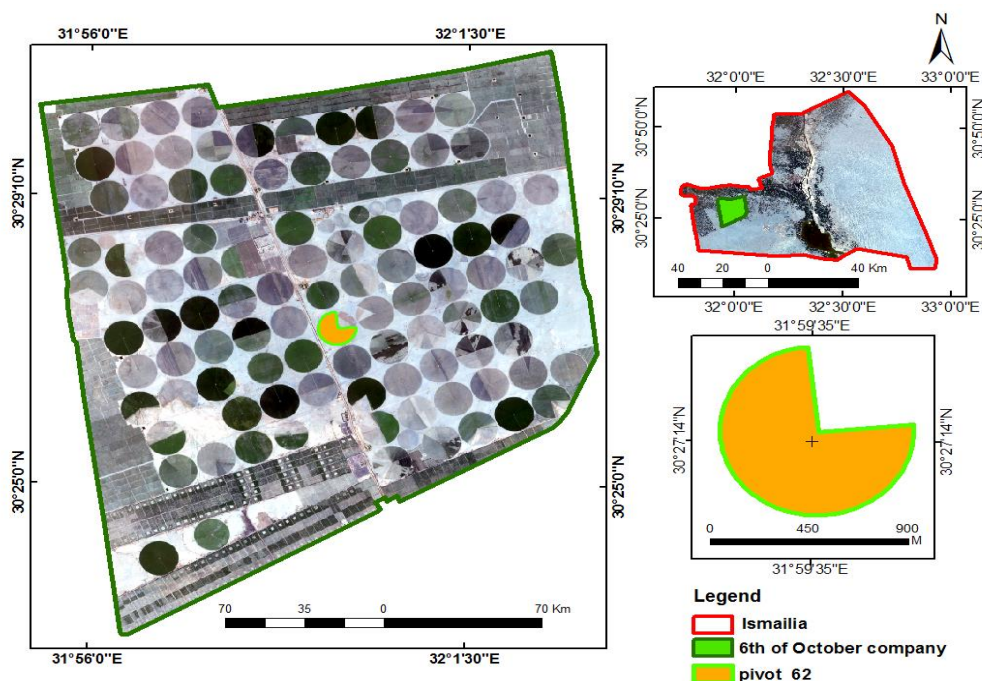 31°56'0"E
32°1'30"E
30°29'10"N
30°29'10"N
30°25'0"N
30°25'0"N
70 35 0 70 Km
31°56'0"E
32°1'30"E
N
32°0'0"E
32°30'0"E
33°0'0"E
30°50'0"N
30°50'0"N
30°25'0"N
30°25'0"N
40 20 0 40 Km
32°0'0"E
32°30'0"E
33°0'0"E
31°59'35"E
30°27'14"N
30°27'14"N
0 450 900
M
31°59'35"E
Legend
Ismailia
6th of October company
pivot 62